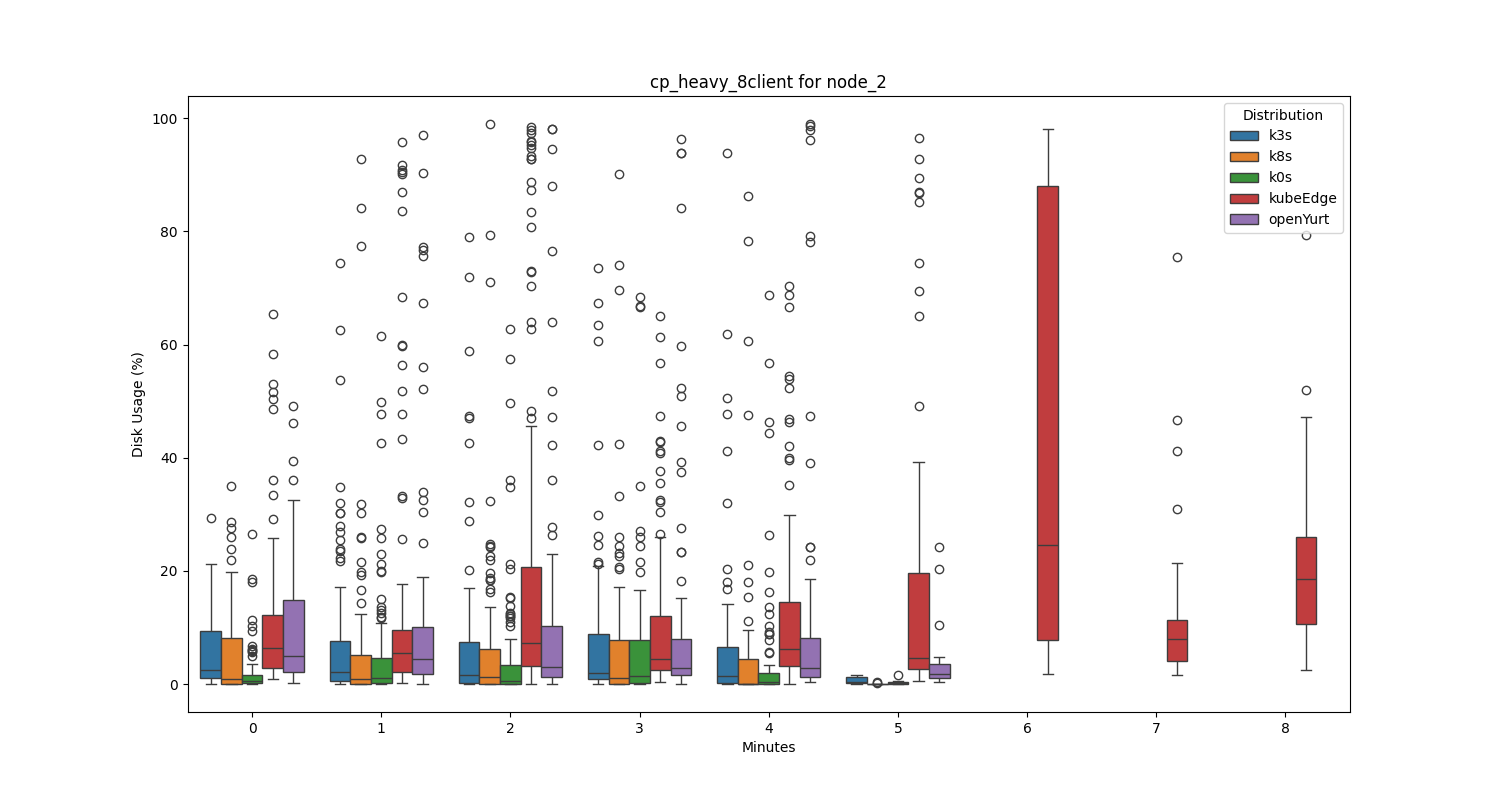 cp_heavy_8client for node_2
Distribution
k3s
k8s
k0s
kubeEdge
openYurt
Disk Usage (%)
100
80
60
40
20
0
0 1 2 3 4 5 6 7 8
Minutes